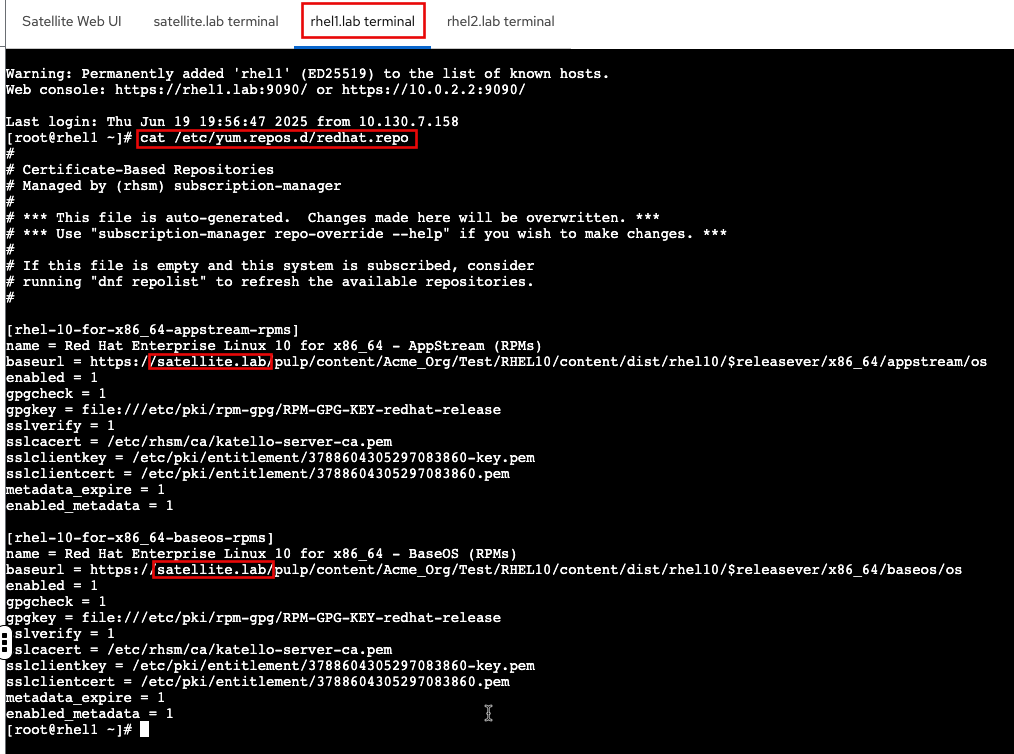 Satellite Web UI satellite.lab terminal rhel1.lab terminal rhel2.lab terminal
Warning: Permanently added 'rhel1' (ED25519) to the list of known hosts.
Web console: https://rhel1.lab:9090/ or https://10.0.2.2:9090/
Last login: Thu Jun 19 19:56:47 2025 from 10.130.7.158
[root@rhel1 ~]# cat /etc/yum.repos.d/redhat.repo
#
# Certificate-Based Repositories
# Managed by (rhsm) subscription-manager
#
# *** This file is auto-generated.  Changes made here will be overwritten. ***
# *** Use "subscription-manager repo-override --help" if you wish to make changes. ***
#
# If this file is empty and this system is subscribed, consider
# running "dnf repolist" to refresh the available repositories.
#
[rhel-10-for-x86_64-appstream-rpms]
name = Red Hat Enterprise Linux 10 for x86_64 - AppStream (RPMs)
baseurl = https://satellite.lab/pulp/content/Acme_Org/Test/RHEL10/content/dist/rhel10/$releasever/x86_64/appstream/os
enabled = 1
gpgcheck = 1
gpgkey = file:///etc/pki/rpm-gpg/RPM-GPG-KEY-redhat-release
sslverify = 1
sslcacert = /etc/rhsm/ca/katello-server-ca.pem
sslclientkey = /etc/pki/entitlement/3788604305297083860-key.pem
sslclientcert = /etc/pki/entitlement/3788604305297083860.pem
metadata_expire = 1
enabled_metadata = 1
[rhel-10-for-x86_64-baseos-rpms]
name = Red Hat Enterprise Linux 10 for x86_64 - BaseOS (RPMs)
baseurl = https://satellite.lab/pulp/content/Acme_Org/Test/RHEL10/content/dist/rhel10/$releasever/x86_64/baseos/os
enabled = 1
gpgcheck = 1
gpgkey = file:///etc/pki/rpm-gpg/RPM-GPG-KEY-redhat-release
slverify = 1
slcacert = /etc/rhsm/ca/katello-server-ca.pem
sslclientkey = /etc/pki/entitlement/3788604305297083860-key.pem
sslclientcert = /etc/pki/entitlement/3788604305297083860.pem
metadata_expire = 1
enabled_metadata = 1
[root@rhel1 ~]#